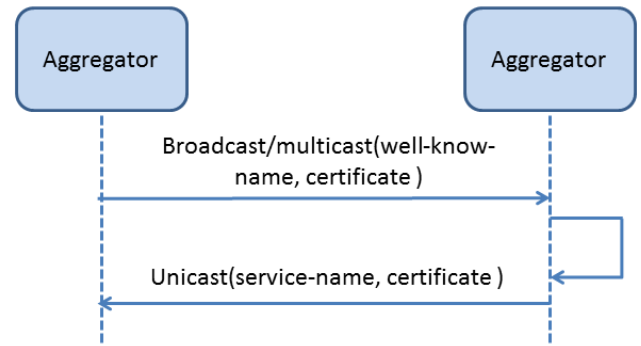 Aggregator
Aggregator
Broadcast/multicast(well-know-
name, certificate )
Unicast(service-name, certificate )